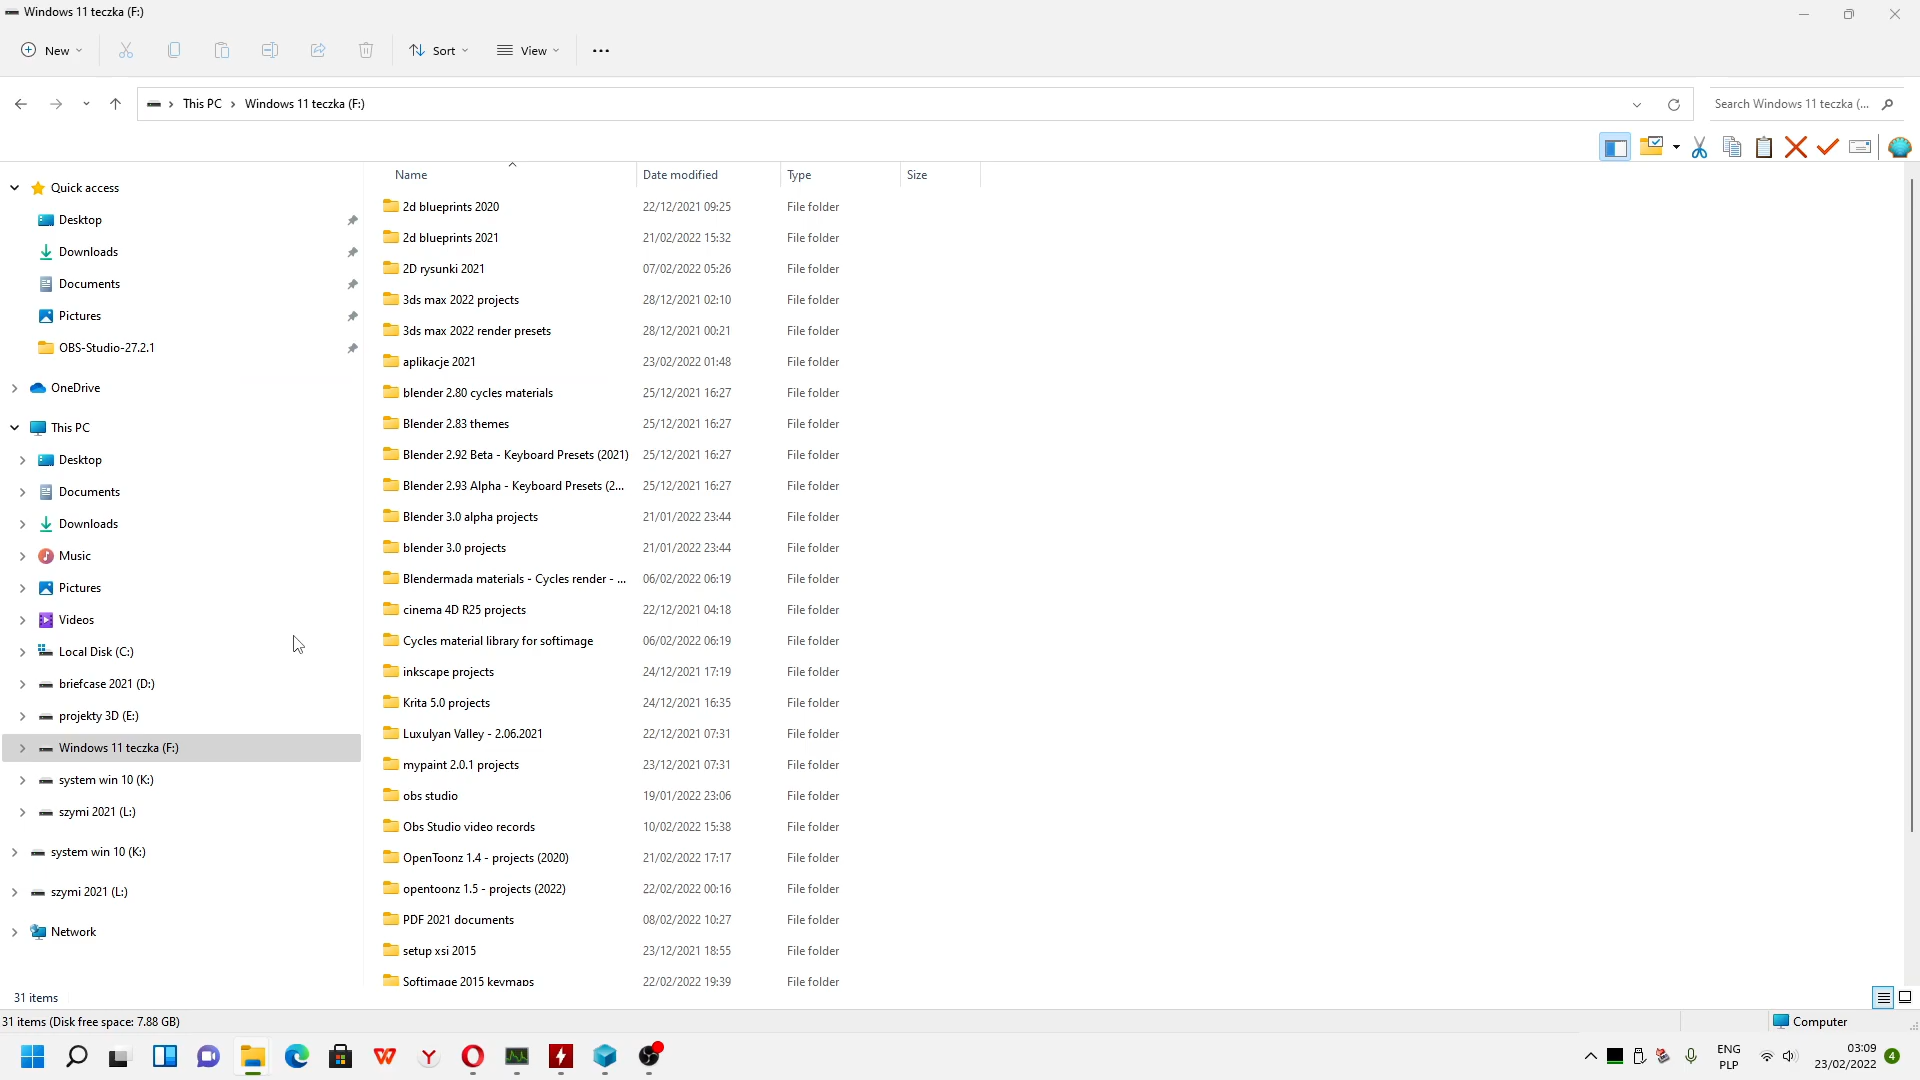 Windows 11 teczka (F:)
New
Sort
View
This PC > Windows 11 teczka (F:)
Search Windows 11 teczka (...
Name Date modified Type Size
Quick access
Desktop
Downloads
Documents
Pictures
OBS-Studio-27.2.1
OneDrive
This PC
Desktop
Documents
Downloads
Music
Pictures
Videos
Local Disk (C:)
briefcase 2021 (D:)
projekty 3D (E:)
Windows 11 teczka (F:)
system win 10 (K:)
szymi 2021 (L:)
system win 10 (K:)
szymi 2021 (L:)
Network
2d blueprints 2020 22/12/2021 09:25 File folder
2d blueprints 2021 21/02/2022 15:32 File folder
2D rysunki 2021 07/02/2022 05:26 File folder
3ds max 2022 projects 28/12/2021 02:10 File folder
3ds max 2022 render presets 28/12/2021 00:21 File folder
aplikacje 2021 23/02/2022 01:48 File folder
blender 2.80 cycles materials 25/12/2021 16:27 File folder
Blender 2.83 themes 25/12/2021 16:27 File folder
Blender 2.92 Beta - Keyboard Presets (2021) 25/12/2021 16:27 File folder
Blender 2.93 Alpha - Keyboard Presets (2... 25/12/2021 16:27 File folder
Blender 3.0 alpha projects 21/01/2022 23:44 File folder
blender 3.0 projects 21/01/2022 23:44 File folder
Blendermada materials - Cycles render - ... 06/02/2022 06:19 File folder
cinema 4D R25 projects 22/12/2021 04:18 File folder
Cycles material library for softimage 06/02/2022 06:19 File folder
inkscape projects 24/12/2021 17:19 File folder
Krita 5.0 projects 24/12/2021 16:35 File folder
Luxulyan Valley - 2.06.2021 22/12/2021 07:31 File folder
mypaint 2.0.1 projects 23/12/2021 07:31 File folder
obs studio 19/01/2022 23:06 File folder
Obs Studio video records 10/02/2022 15:38 File folder
OpenToonz 1.4 - projects (2020) 21/02/2022 17:17 File folder
opentoonz 1.5 - projects (2022) 22/02/2022 00:16 File folder
PDF 2021 documents 08/02/2022 10:27 File folder
setup xsi 2015 23/12/2021 18:55 File folder
Softimage 2015 keymaps 22/02/2022 19:39 File folder
31 items
31 items (Disk free space: 7.88 GB)
Computer
ENG
PLP
03:09
23/02/2022
4